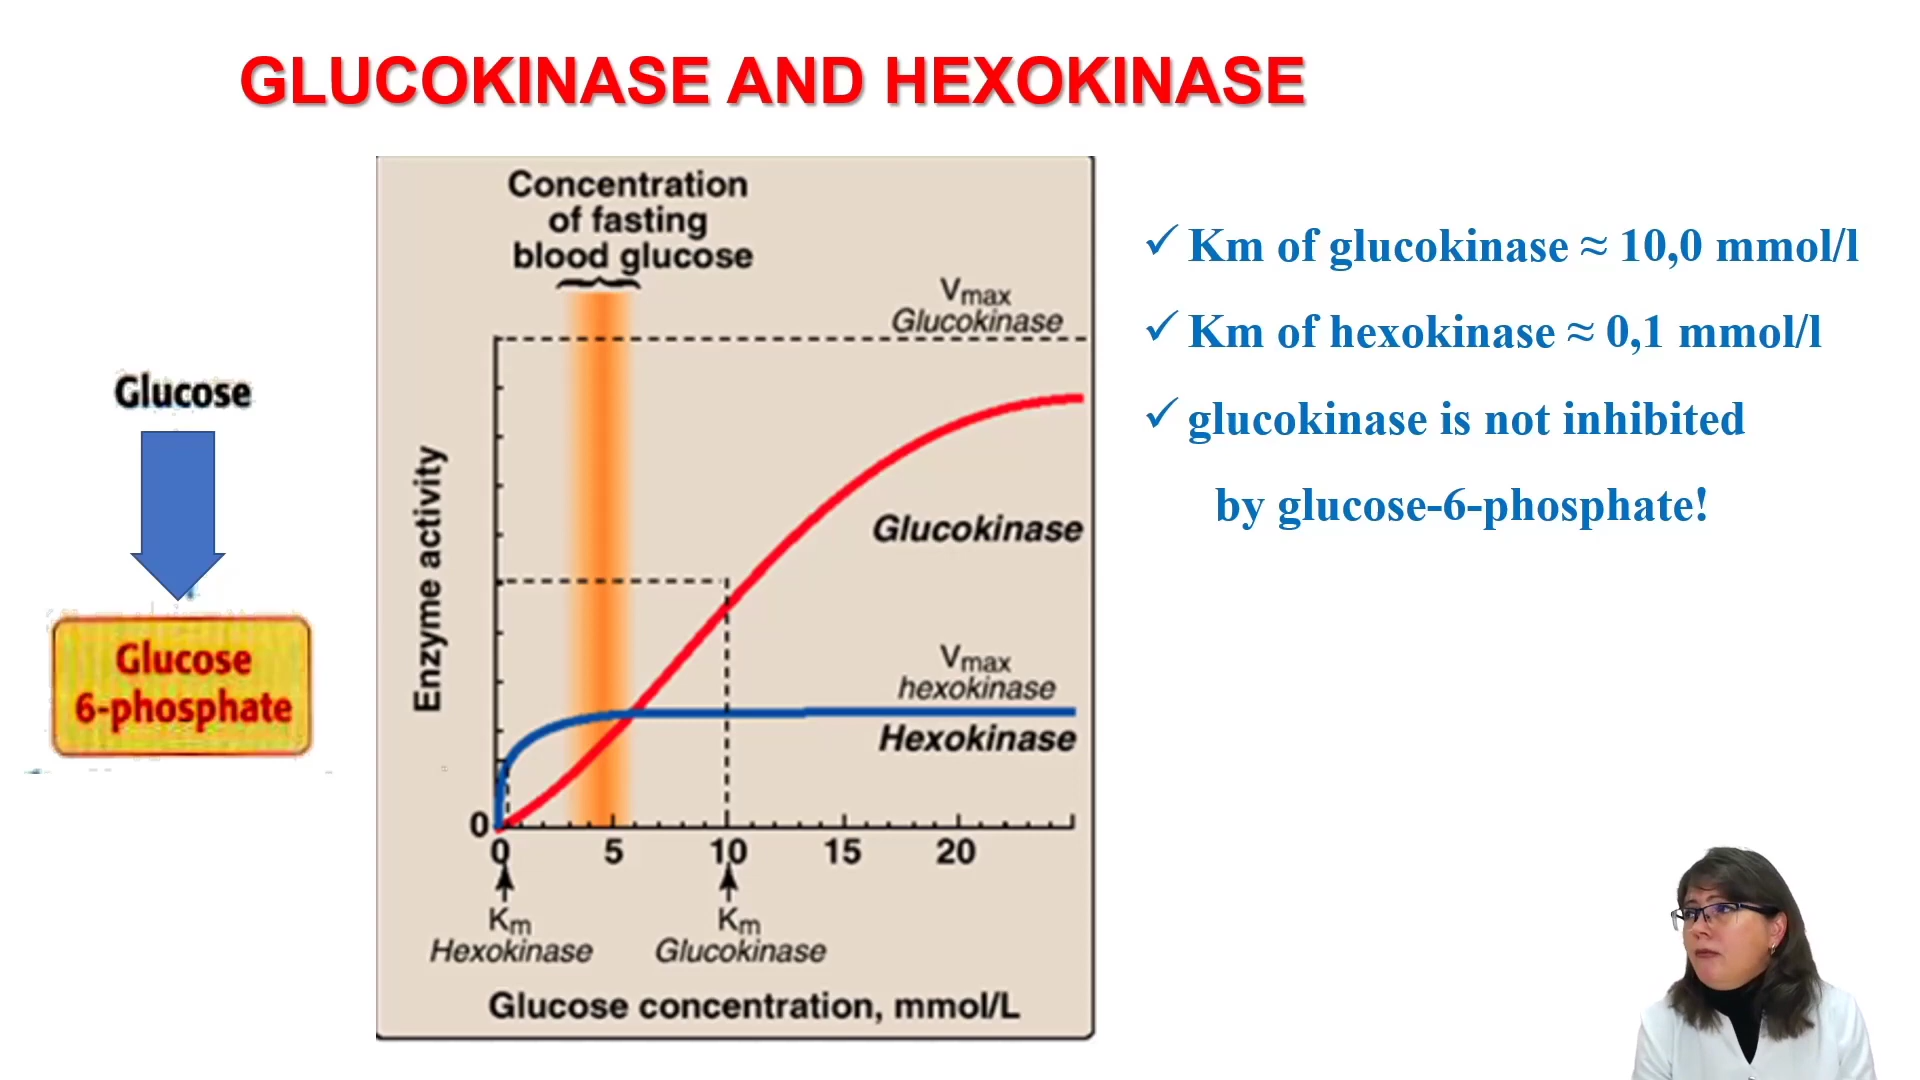 GLUCOKINASE AND HEXOKINASE
Glucose
Glucose
6-phosphate
Concentration
of fasting
blood glucose
Vmax
Glucokinase
Enzyme activity
Glucokinase
Vmax
hexokinase
Hexokinase
0
0 5 10 15 20
Km
Hexokinase
Km
Glucokinase
Glucose concentration, mmol/L
✓ Km of glucokinase ≈ 10,0 mmol/l
✓ Km of hexokinase ≈ 0,1 mmol/l
✓ glucokinase is not inhibited
by glucose-6-phosphate!